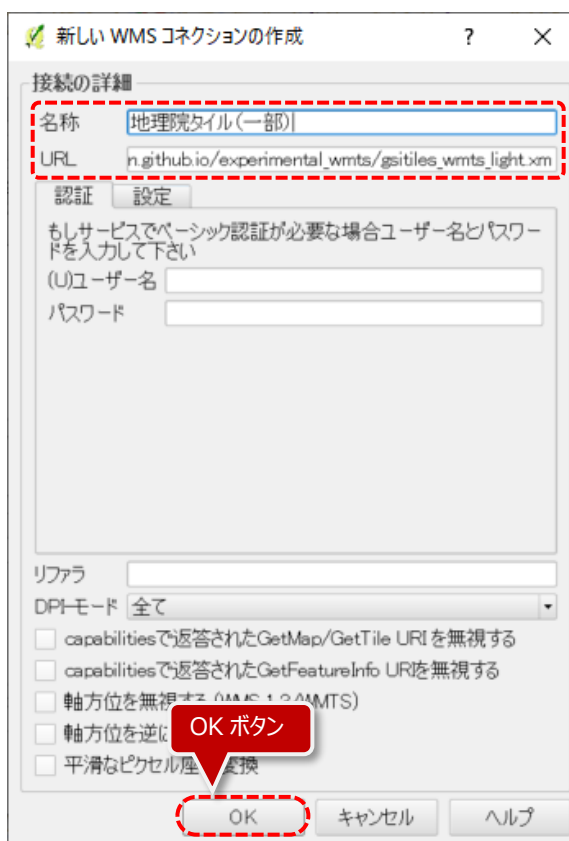 新しい WMS コネクションの作成 ? ×
接続の詳細
名称 地理院タイル(一部)
URL n.github.io/experimental_wmts/gsitiles_wmts_light.xm
認証 設定
もしサービスでベーシック認証が必要な場合ユーザー名とパスワー
ドを入力して下さい
(U)ユーザー名
パスワード
リファラ
DPI-モード 全て
capabilitiesで返答されたGetMap/GetTile URIを無視する
capabilitiesで返答されたGetFeatureInfo URIを無視する
軸方位を無視する (WMS 1.3/WMTS)
軸方位を逆に
OK ボタン
平滑なピクセル座 変換
OK キャンセル ヘルプ